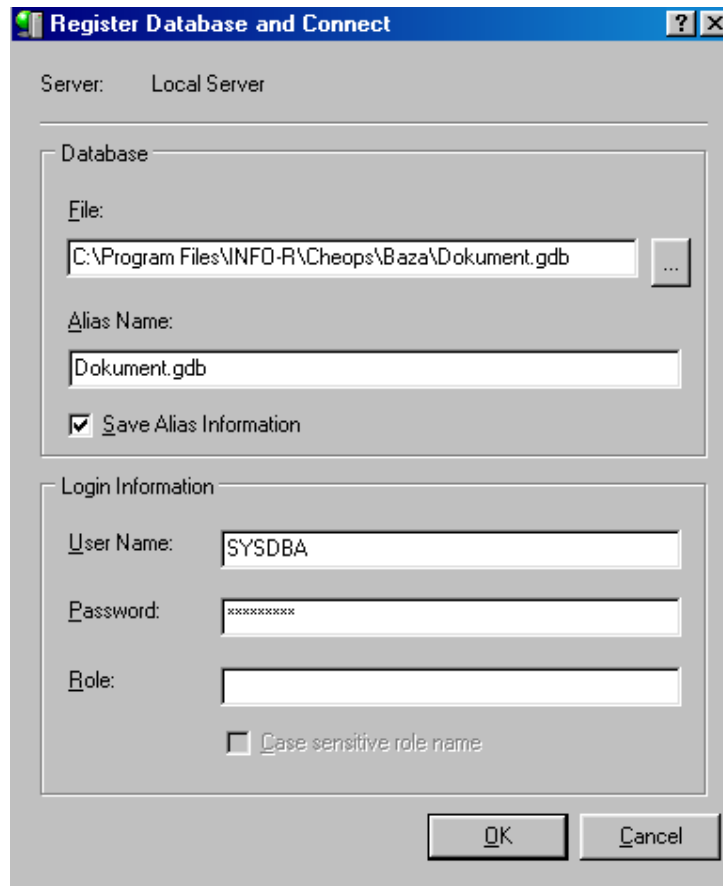 Register Database and Connect
Server: Local Server
Database
File:
C:\Program Files\INFO-R\Cheops\Baza\Dokument.gdb
...
Alias Name:
Dokument.gdb
Save Alias Information
Login Information
User Name: SYSDBA
Password: xxxxxxxxx
Role:
Case sensitive role name
OK Cancel